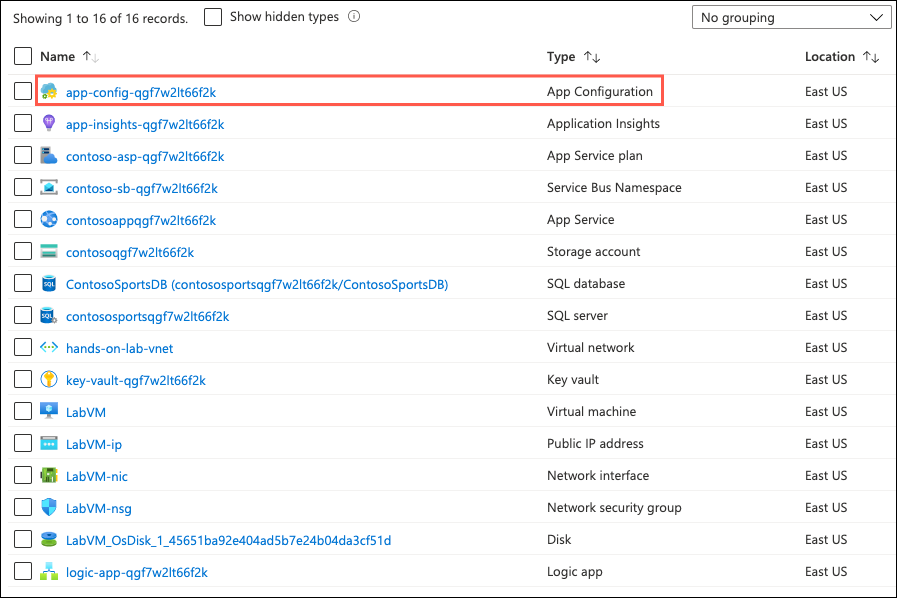 Showing 1 to 16 of 16 records. Show hidden types No grouping
Name Type Location
app-config-qgf7w2lt66f2k App Configuration East US
app-insights-qgf7w2lt66f2k Application Insights East US
contoso-asp-qgf7w2lt66f2k App Service plan East US
contoso-sb-qgf7w2lt66f2k Service Bus Namespace East US
contosoappqgf7w2lt66f2k App Service East US
contosoqgf7w2lt66f2k Storage account East US
ContosoSportsDB (contososportsqgf7w2lt66f2k/ContosoSportsDB) SQL database East US
contososportsqgf7w2lt66f2k SQL server East US
hands-on-lab-vnet Virtual network East US
key-vault-qgf7w2lt66f2k Key vault East US
LabVM Virtual machine East US
LabVM-ip Public IP address East US
LabVM-nic Network interface East US
LabVM-nsg Network security group East US
LabVM_OsDisk_1_45651ba92e404ad5b7e24b04da3cf51d Disk East US
logic-app-qgf7w2lt66f2k Logic app East US